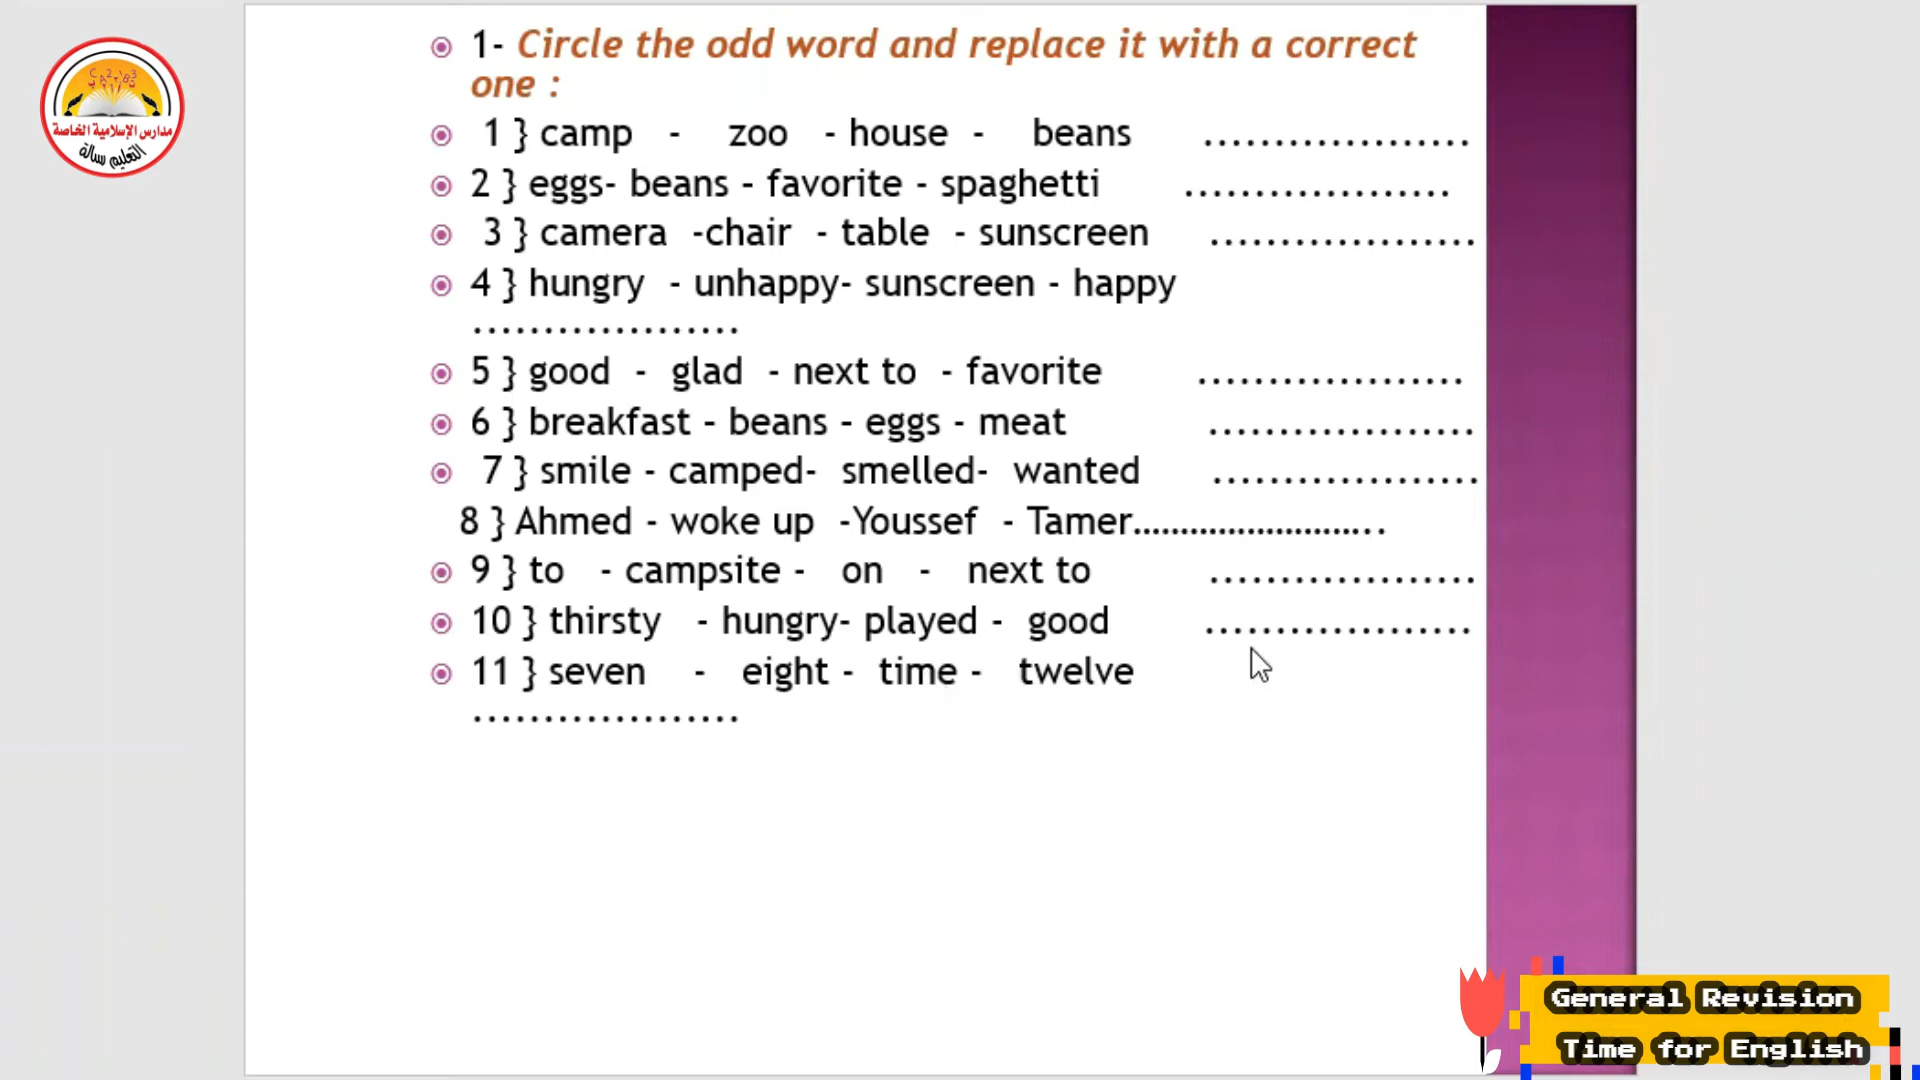 مدارس الإسلامية الخاصة
التعليم رسالة
1- Circle the odd word and replace it with a correct
one :
1 } camp - zoo - house - beans ...................
2 } eggs- beans - favorite - spaghetti ...................
3 } camera -chair - table - sunscreen ...................
4 } hungry - unhappy- sunscreen - happy
...................
5 } good - glad - next to - favorite ...................
6 } breakfast - beans - eggs - meat ...................
7 } smile - camped- smelled- wanted ...................
8 } Ahmed - woke up -Youssef - Tamer……………………..
9 } to - campsite - on - next to ...................
10 } thirsty - hungry- played - good ...................
11 } seven - eight - time - twelve
...................
General Revision
Time for English